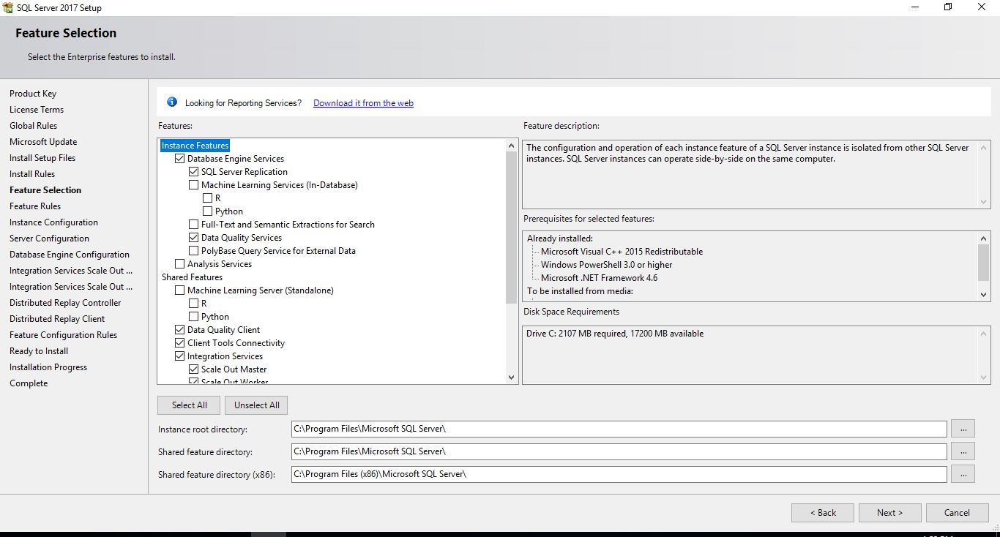 SQL Server 2017 Setup
Feature Selection
Select the Enterprise features to install.
Product Key
License Terms
Global Rules
Microsoft Update
Install Setup Files
Install Rules
Feature Selection
Feature Rules
Instance Configuration
Server Configuration
Database Engine Configuration
Integration Services Scale Out ...
Integration Services Scale Out ...
Distributed Replay Controller
Distributed Replay Client
Feature Configuration Rules
Ready to Install
Installation Progress
Complete
Looking for Reporting Services? Download it from the web
Features:
Instance Features
Database Engine Services
SQL Server Replication
Machine Learning Services (In-Database)
R
Python
Full-Text and Semantic Extractions for Search
Data Quality Services
PolyBase Query Service for External Data
Analysis Services
Shared Features
Machine Learning Server (Standalone)
R
Python
Data Quality Client
Client Tools Connectivity
Integration Services
Scale Out Master
Scale Out Worker
Feature description:
The configuration and operation of each instance feature of a SQL Server instance is isolated from other SQL Server
instances. SQL Server instances can operate side-by-side on the same computer.
Prerequisites for selected features:
Already installed:
Microsoft Visual C++ 2015 Redistributable
Windows PowerShell 3.0 or higher
Microsoft .NET Framework 4.6
To be installed from media:
Disk Space Requirements
Drive C: 2107 MB required, 17200 MB available
Select All
Unselect All
Instance root directory: C:\Program Files\Microsoft SQL Server\ ...
Shared feature directory: C:\Program Files\Microsoft SQL Server\ ...
Shared feature directory (x86): C:\Program Files (x86)\Microsoft SQL Server\ ...
< Back
Next >
Cancel